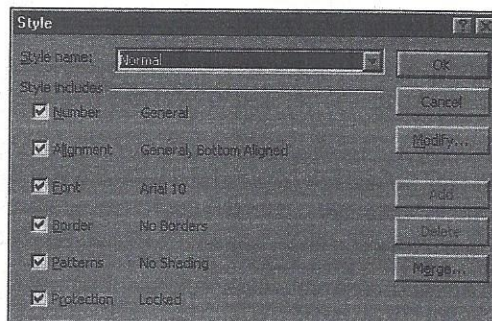 Style
Style name: Normal
OK
Style includes
Cancel
Number General
Modify...
Alignment General, Bottom Aligned
Font Arial 10
Add
Border No Borders
Delete
Patterns No Shading
Merge...
Protection Locked